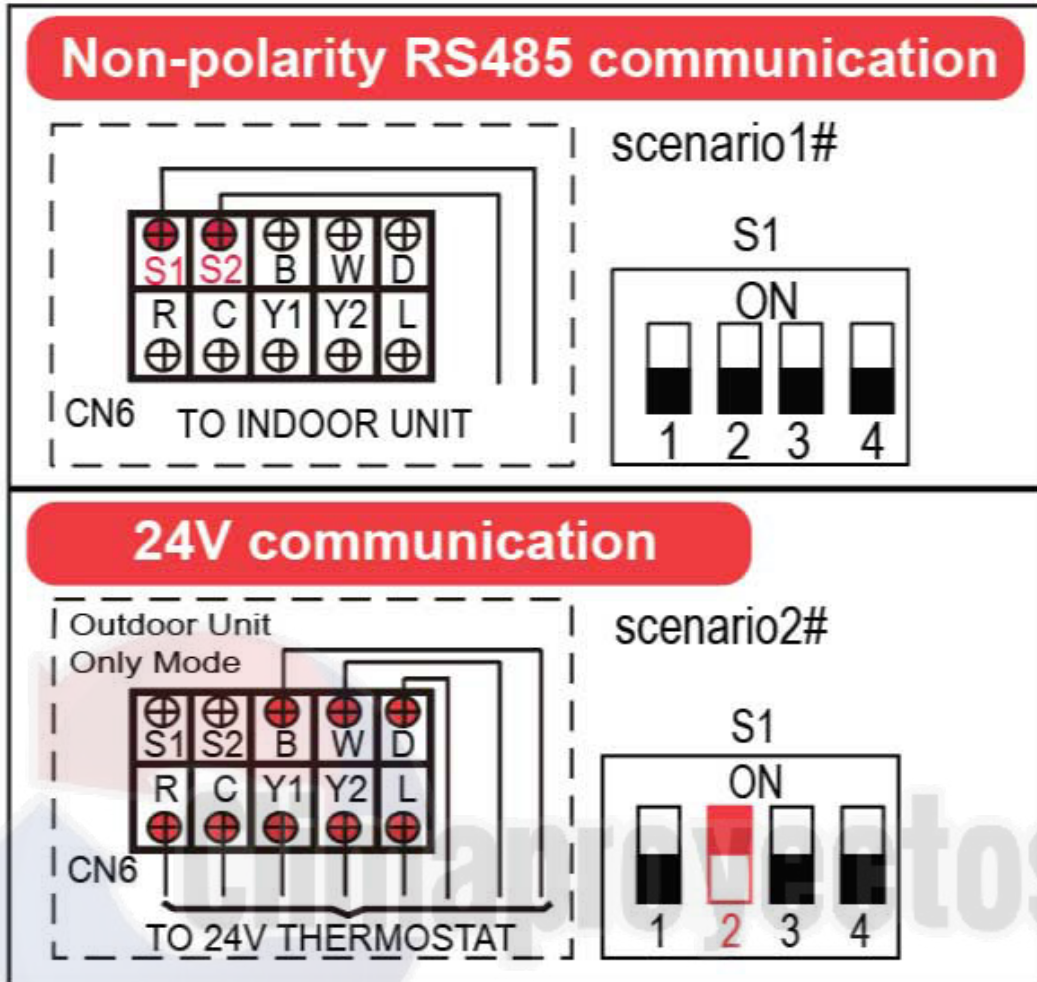 Non-polarity RS485 communication
scenario1#
S1 S2 B W D
R C Y1 Y2 L
CN6
TO INDOOR UNIT
S1
ON
1 2 3 4
24V communication
Outdoor Unit
Only Mode
scenario2#
S1 S2 B W D
R C Y1 Y2 L
CN6
TO 24V THERMOSTAT
S1
ON
1 2 3 4
climaproyectos